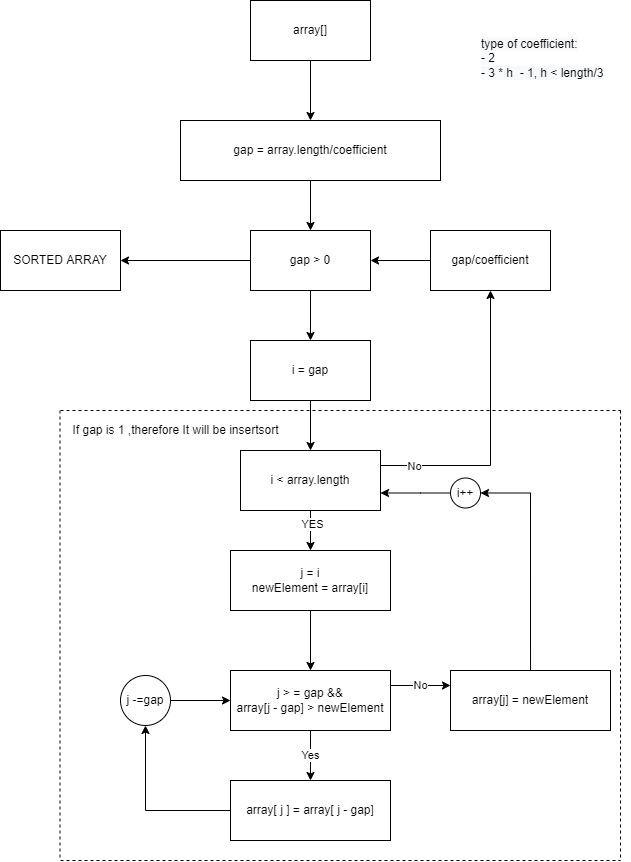 array[]
type of coefficient:
- 2
- 3 * h  - 1, h < length/3
gap = array.length/coefficient
SORTED ARRAY
gap > 0
gap/coefficient
i = gap
If gap is 1 ,therefore It will be insertsort
i < array.length
No
i++
YES
j = i
newElement = array[i]
j -=gap
j > = gap &&
array[j - gap] > newElement
No
array[j] = newElement
Yes
array[ j ] = array[ j - gap]